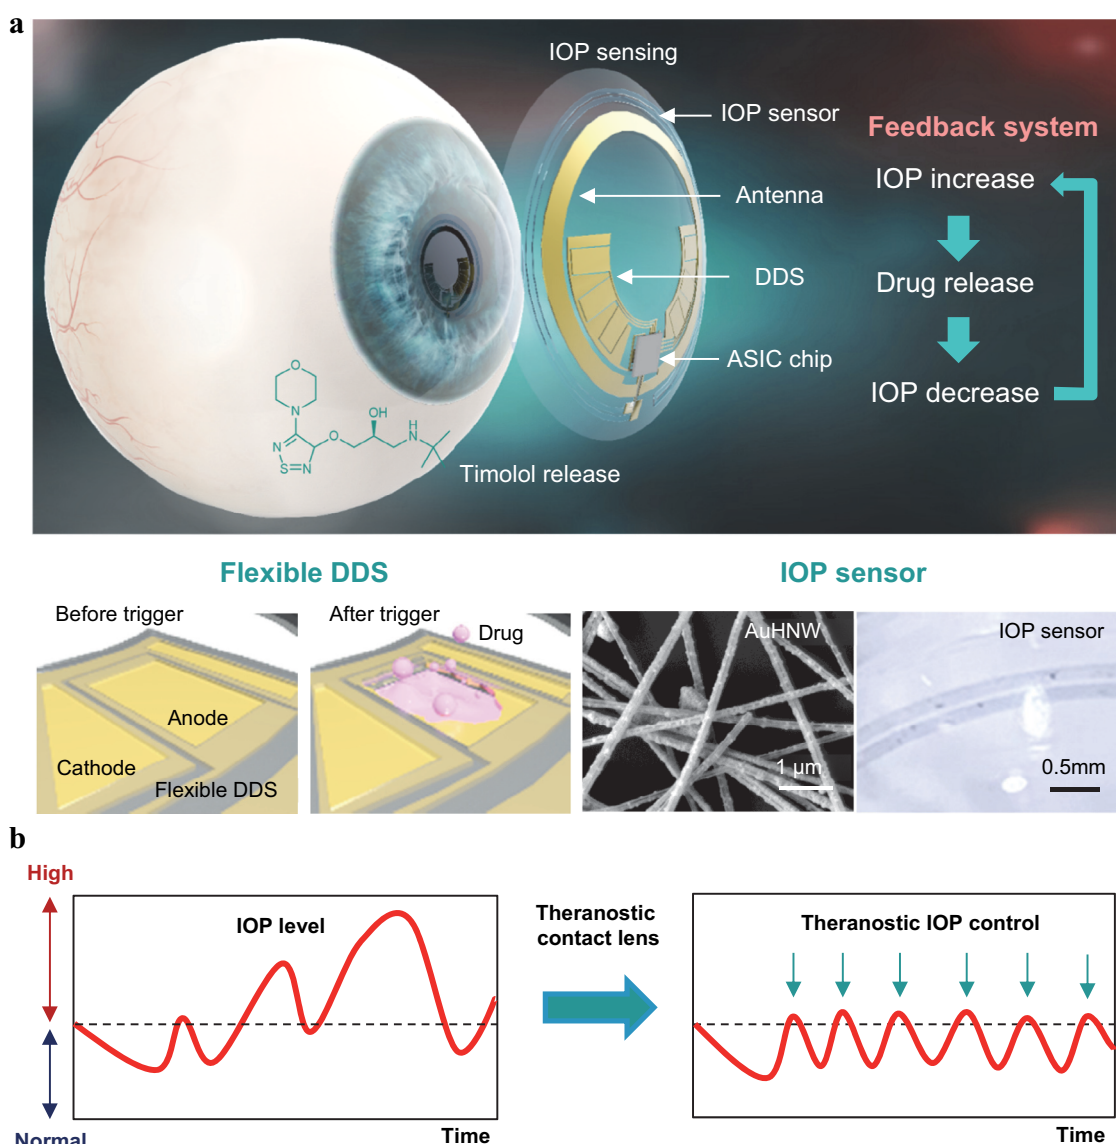 a
IOP sensing
IOP sensor
Antenna
DDS
ASIC chip
Feedback system
IOP increase
Drug release
IOP decrease
O
N
N
S=N
O
OH
H
N
Timolol release
Flexible DDS
IOP sensor
Before trigger
Anode
Cathode
Flexible DDS
After trigger
Drug
AuHNW
1 μm
IOP sensor
0.5mm
b
High
Normal
IOP level
Time
Theranostic
contact lens
Theranostic IOP control
Time